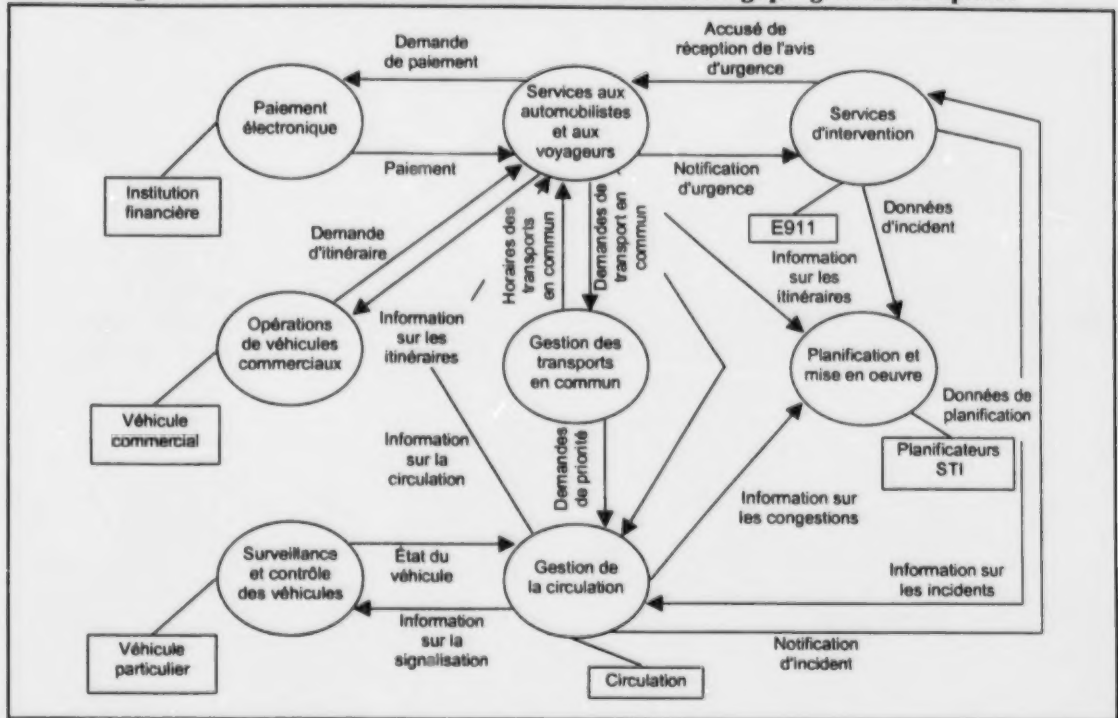 Demande
de paiement
Accusé de
réception de l'avis
d'urgence
Paiement
électronique
Services aux
automobilistes
et aux
voyageurs
Services
d'intervention
Paiement
Notification
d'urgence
Institution
financière
E911
Données
d'incident
Demande
d'itinéraire
Horaires des
transports
en commun
Demandes de
transport en
commun
Information
sur les
itinéraires
Opérations
de véhicules
commerciaux
Information
sur les
itinéraires
Gestion des
transports
en commun
Planification et
mise en oeuvre
Véhicule
commercial
Données de
planification
Planificateurs
STI
Information
sur la
circulation
Demandes
de priorité
Information sur
les congestions
Surveillance
et contrôle
des véhicules
État du
véhicule
Gestion de
la circulation
Information sur
les incidents
Information
sur la
signalisation
Véhicule
particulier
Notification
d'incident
Circulation